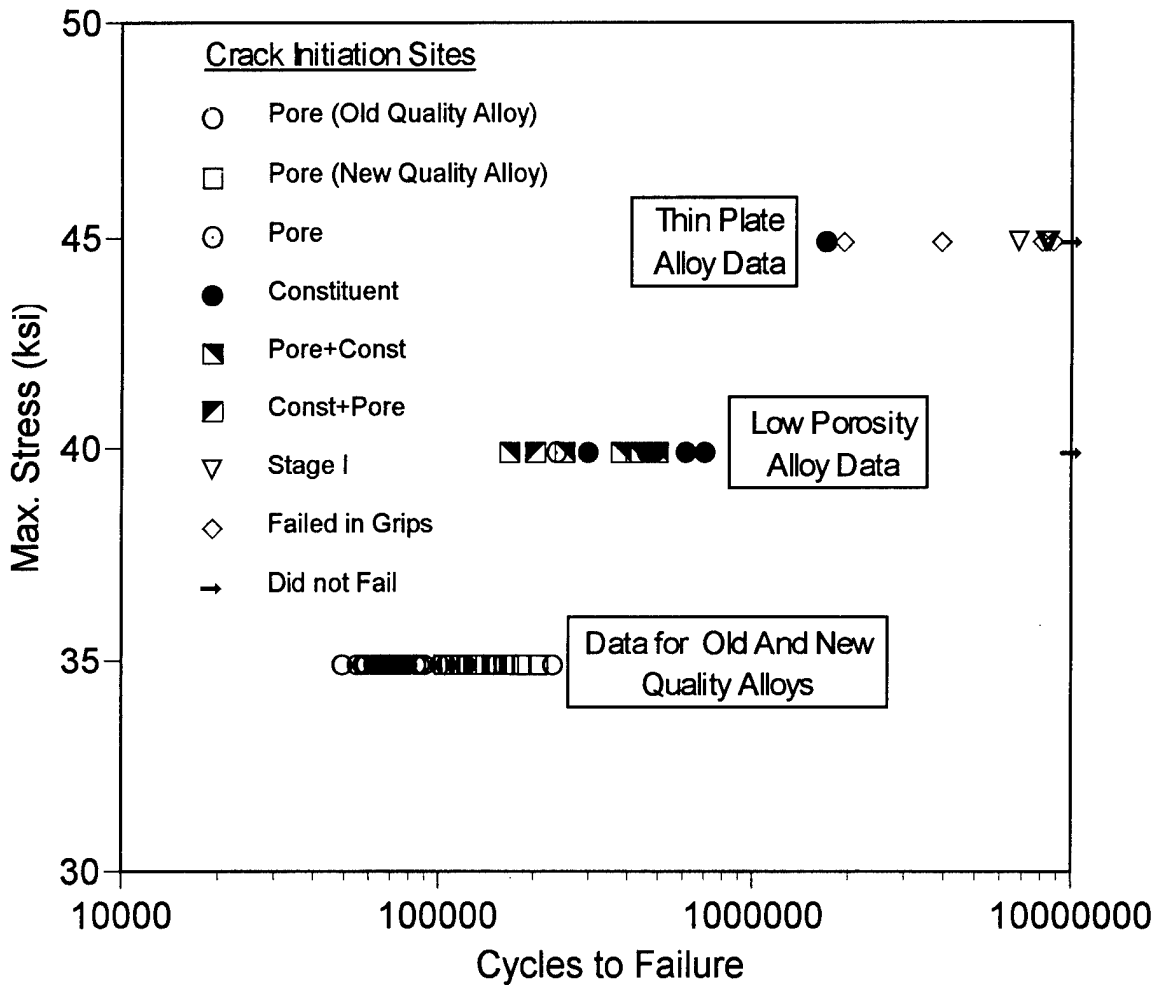 50
45
40
35
30
Max. Stress (ksi)
Crack Initiation Sites
Pore (Old Quality Alloy)
Pore (New Quality Alloy)
Pore
Constituent
Pore+Const
Const+Pore
Stage I
Failed in Grips
Did not Fail
Thin Plate
Alloy Data
Low Porosity
Alloy Data
Data for Old And New
Quality Alloys
10000 100000 1000000 10000000
Cycles to Failure